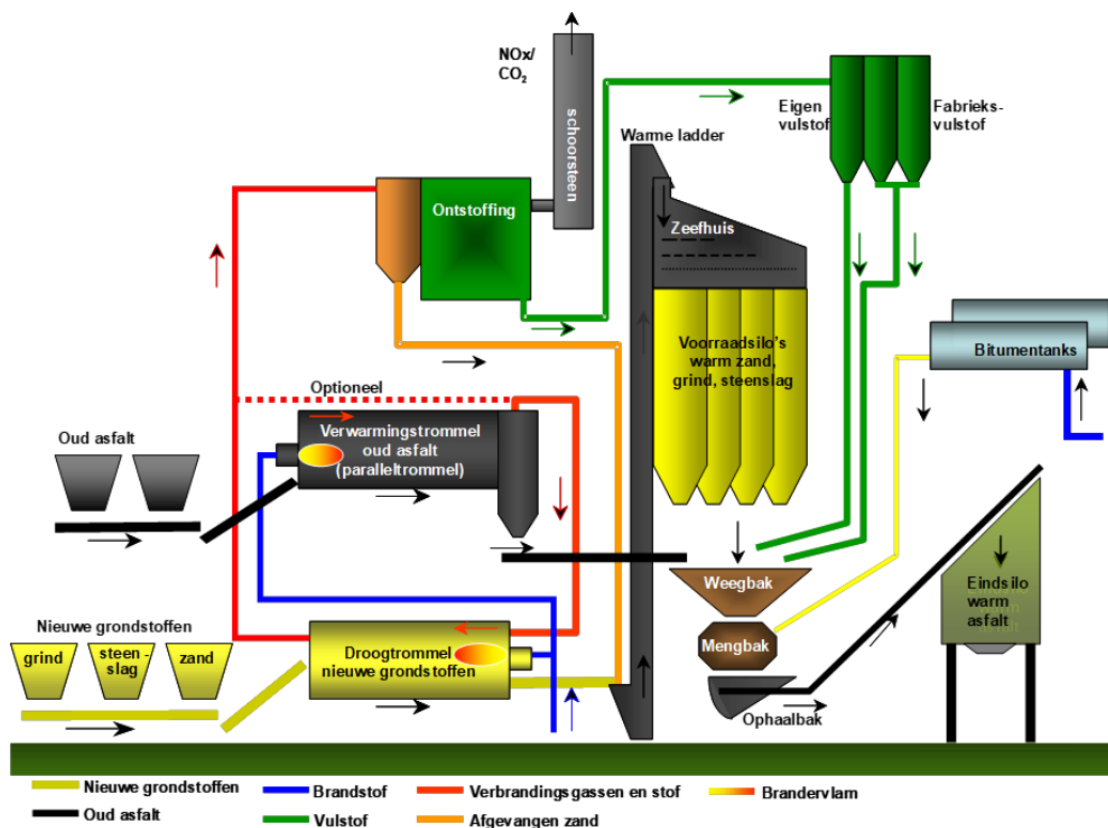 NOx/
CO2
schoorsteen
Eigen
vulstof
Fabrieks-
vulstof
Warme ladder
Ontstoffing
Zeefhuis
Voorraadsilo's
warm zand,
grind, steenslag
Bitumentanks
Optioneel
Oud asfalt
Verwarmingstrommel
oud asfalt
(paralleltrommel)
Weegbak
Eindsilo
warm
asfalt
Nieuwe grondstoffen
grind
steen-
slag
zand
Droogtrommel
nieuwe grondstoffen
Mengbak
Ophaalbak
Nieuwe grondstoffen
Brandstof
Verbrandingsgassen en stof
Brandervlam
Oud asfalt
Vulstof
Afgevangen zand